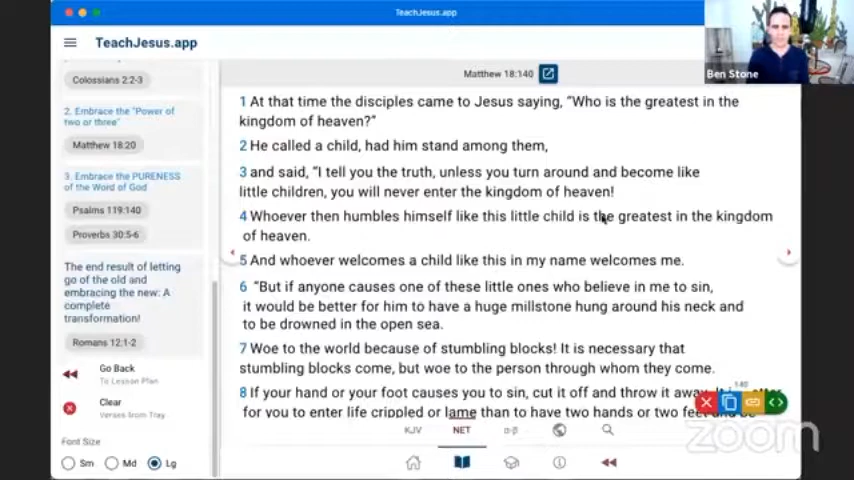 TeachJesus.app
TeachJesus.app
Ben Stone
Colossians 2:2-3
2. Embrace the "Power of
two or three"
Matthew 18:20
3. Embrace the PURENESS
of the Word of God
Psalms 119:140
Proverbs 30:5-6
The end result of letting
go of the old and
embracing the new: A
complete
transformation!
Romans 12:1-2
Go Back
To Lesson Plan
Clear
Verses from Tray
Font Size
Sm Md Lg
Matthew 18:140
1 At that time the disciples came to Jesus saying, "Who is the greatest in the
kingdom of heaven?"
2 He called a child, had him stand among them,
3 and said, "I tell you the truth, unless you turn around and become like
little children, you will never enter the kingdom of heaven!
4 Whoever then humbles himself like this little child is the greatest in the kingdom
of heaven.
5 And whoever welcomes a child like this in my name welcomes me.
6 "But if anyone causes one of these little ones who believe in me to sin,
it would be better for him to have a huge millstone hung around his neck and
to be drowned in the open sea.
7 Woe to the world because of stumbling blocks! It is necessary that
stumbling blocks come, but woe to the person through whom they come.
8 If your hand or your foot causes you to sin, cut it off and throw it away.
for you to enter life crippled or lame than to have two hands or two feet
1:40
KJV NET α-β
zoom